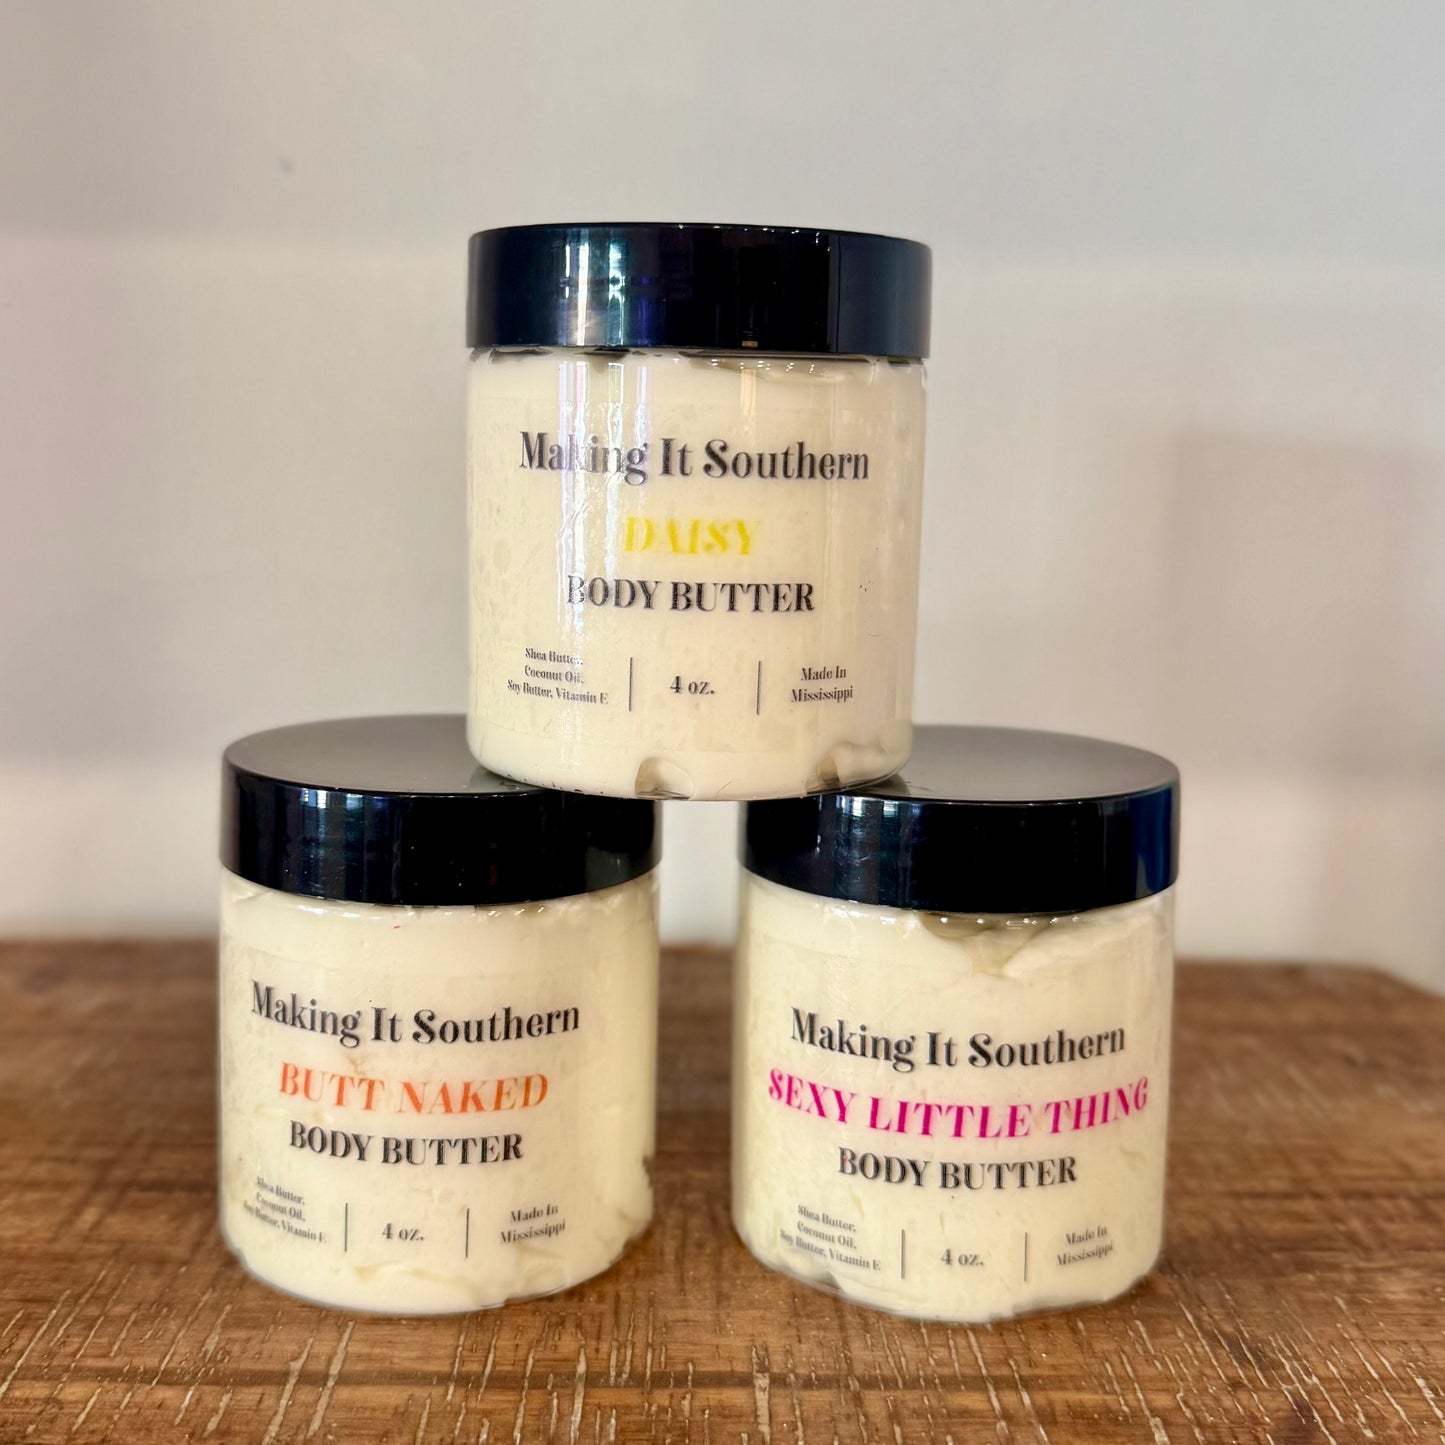 Making It Southern
DAISY
BODY BUTTER
Shea Butter,
Coconut Oil,
Soy Butter, Vitamin E
4 oz.
Made In
Mississippi
Making It Southern
BUTT NAKED
BODY BUTTER
Shea Butter,
Coconut Oil,
Soy Butter, Vitamin E
4 oz.
Made In
Mississippi
Making It Southern
SEXY LITTLE THING
BODY BUTTER
Shea Butter,
Coconut Oil,
Soy Butter, Vitamin E
4 oz.
Made In
Mississippi